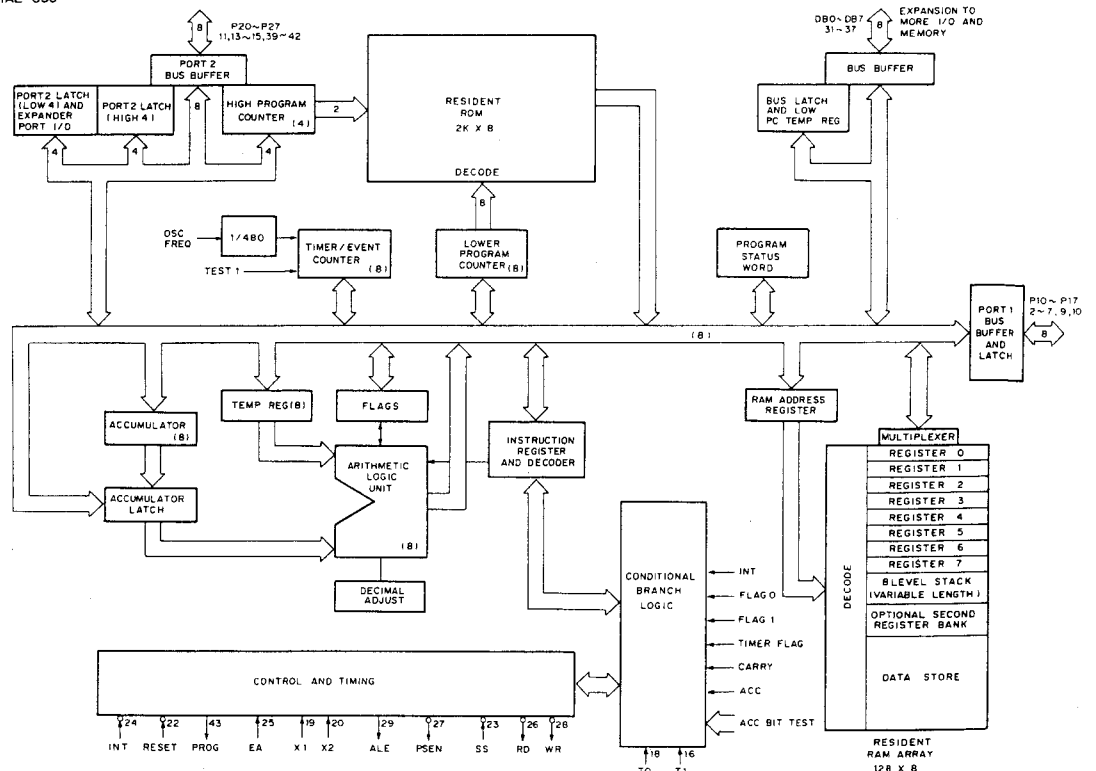 8
P20~P27
11,13~15,39~42
PORT 2
BUS BUFFER
PORT 2 LATCH
(LOW 4) AND
EXPANDER
PORT I/O
PORT2 LATCH
(HIGH 4)
8
HIGH PROGRAM
COUNTER
(4)
2
4
4
4
RESIDENT
ROM
2K X 8
DECODE
8
DB0~DB7
31~37
8
EXPANSION TO
MORE I/O AND
MEMORY
BUS BUFFER
BUS LATCH
AND LOW
PC TEMP REG
OSC
FREQ
1/480
TEST 1
TIMER/EVENT
COUNTER
(8)
LOWER
PROGRAM
COUNTER (8)
PROGRAM
STATUS
WORD
PORT 1
BUS
BUFFER
AND
LATCH
P10~P17
2~7,9,10
8
(8)
ACCUMULATOR
(8)
ACCUMULATOR
LATCH
TEMP REG(8)
FLAGS
ARITHMETIC
LOGIC
UNIT
(8)
DECIMAL
ADJUST
INSTRUCTION
REGISTER
AND DECODER
RAM ADDRESS
REGISTER
MULTIPLEXER
DECODE
REGISTER 0
REGISTER 1
REGISTER 2
REGISTER 3
REGISTER 4
REGISTER 5
REGISTER 6
REGISTER 7
8LEVEL STACK
(VARIABLE LENGTH)
OPTIONAL SECOND
REGISTER BANK
DATA STORE
RESIDENT
RAM ARRAY
128 X 8
CONDITIONAL
BRANCH
LOGIC
INT
FLAG 0
FLAG 1
TIMER FLAG
CARRY
ACC
ACC BIT TEST
18
16
T0
T1
CONTROL AND TIMING
24
22
43
25
19
20
29
27
23
26
28
INT
RESET
PROG
EA
X1
X2
ALE
PSEN
SS
RD
WR